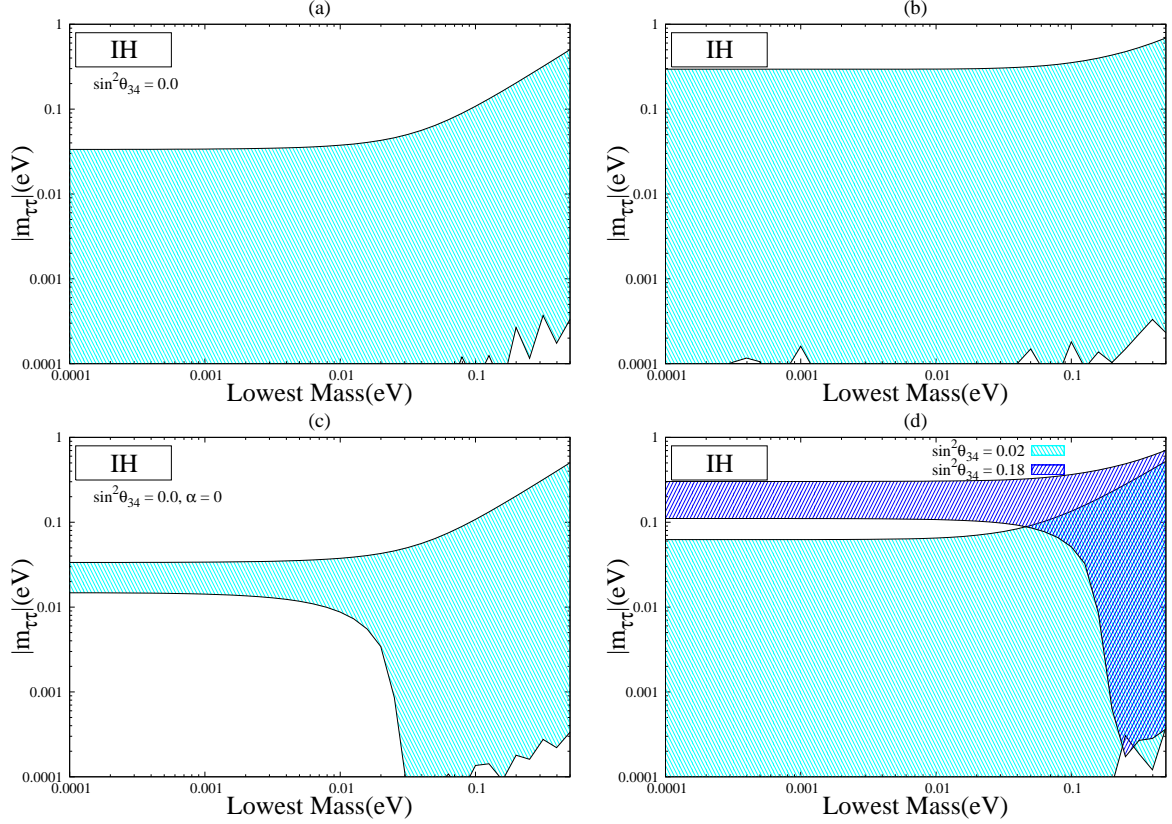 (a)
IH
sin²θ₃₄ = 0.0
|m_ττ|(eV)
1
0.1
0.01
0.001
0.0001
0.0001 0.001 0.01 0.1
Lowest Mass(eV)
(b)
IH
|m_ττ|(eV)
1
0.1
0.01
0.001
0.0001
0.0001 0.001 0.01 0.1
Lowest Mass(eV)
(c)
IH
sin²θ₃₄ = 0.0, α = 0
|m_ττ|(eV)
1
0.1
0.01
0.001
0.0001
0.0001 0.001 0.01 0.1
Lowest Mass(eV)
(d)
IH
sin²θ₃₄ = 0.02
sin²θ₃₄ = 0.18
|m_ττ|(eV)
1
0.1
0.01
0.001
0.0001
0.0001 0.001 0.01 0.1
Lowest Mass(eV)